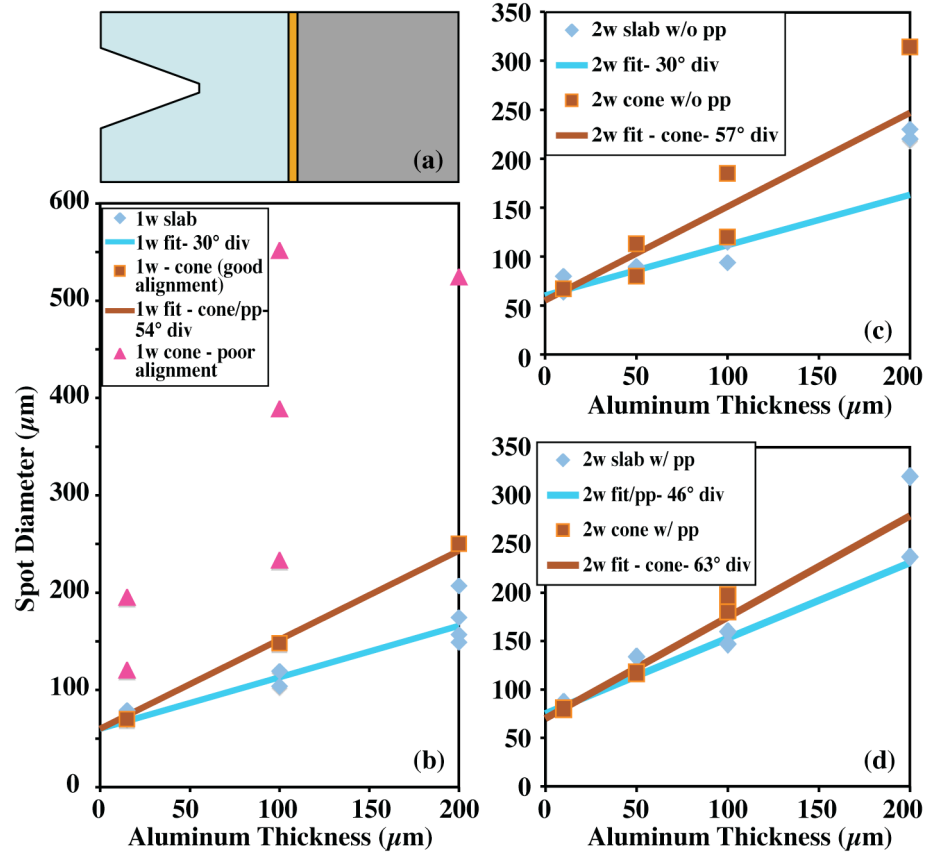 (a)
600
500
400
300
200
100
0
Spot Diameter (µm)
1w slab
1w fit- 30° div
1w - cone (good
alignment)
1w fit - cone/pp-
54° div
1w cone - poor
alignment
(b)
0
50
100
150
200
Aluminum Thickness (µm)
350
300
250
200
150
100
50
0
2w slab w/o pp
2w fit- 30° div
2w cone w/o pp
2w fit - cone- 57° div
(c)
0
50
100
150
200
Aluminum Thickness (µm)
350
300
250
200
150
100
50
0
2w slab w/ pp
2w fit/pp- 46° div
2w cone w/ pp
2w fit - cone- 63° div
(d)
0
50
100
150
200
Aluminum Thickness (µm)